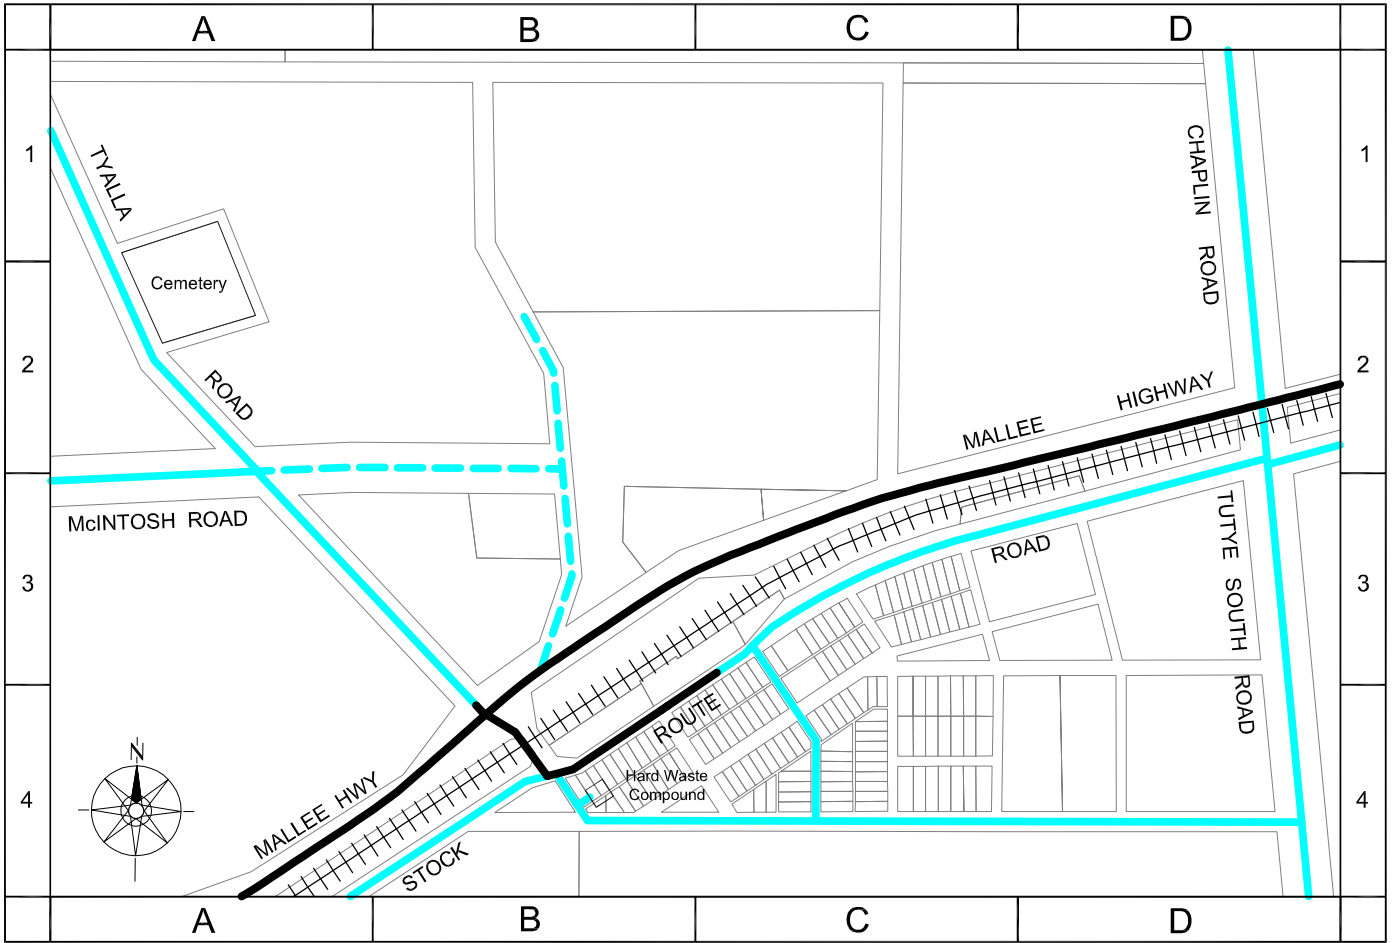 A B C D
1 1
TYALLA
CHAPLIN ROAD
Cemetery
2 2
ROAD
MALLEE HIGHWAY
McINTOSH ROAD
TUTYE SOUTH ROAD
ROAD
3 3
ROUTE
N
Hard Waste
Compound
MALLEE HWY
4 4
STOCK
A B C D